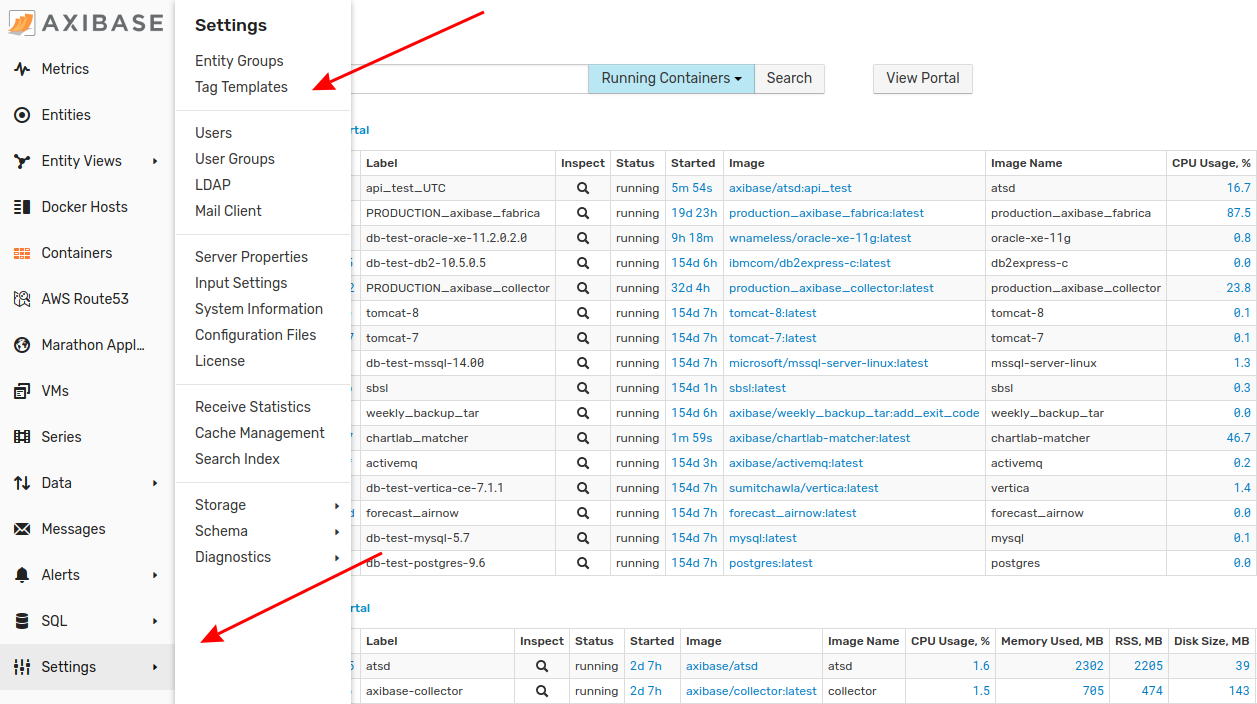 AXIBASE
Metrics
Entities
Entity Views
Docker Hosts
Containers
AWS Route53
Marathon Appl...
VMs
Series
Data
Messages
Alerts
SQL
Settings
Settings
Entity Groups
Tag Templates
Users
User Groups
LDAP
Mail Client
Server Properties
Input Settings
System Information
Configuration Files
License
Receive Statistics
Cache Management
Search Index
Storage
Schema
Diagnostics
Running Containers Search View Portal
rtal
Label Inspect Status Started Image Image Name CPU Usage, %
api_test_UTC running 5m 54s axibase/atsd:api_test atsd 16.7
PRODUCTION_axibase_fabrica running 19d 23h production_axibase_fabrica:latest production_axibase_fabrica 87.5
db-test-oracle-xe-11.2.0.2.0 running 9h 18m wnameless/oracle-xe-11g:latest oracle-xe-11g 0.8
db-test-db2-10.5.0.5 running 154d 6h ibmcom/db2express-c:latest db2express-c 0.0
PRODUCTION_axibase_collector running 32d 4h production_axibase_collector:latest production_axibase_collector 23.8
tomcat-8 running 154d 7h tomcat-8:latest tomcat-8 0.1
tomcat-7 running 154d 7h tomcat-7:latest tomcat-7 0.1
db-test-mssql-14.00 running 154d 7h microsoft/mssql-server-linux:latest mssql-server-linux 1.3
sbsl running 154d 1h sbsl:latest sbsl 0.3
weekly_backup_tar running 154d 6h axibase/weekly_backup_tar:add_exit_code weekly_backup_tar 0.0
chartlab_matcher running 1m 59s axibase/chartlab-matcher:latest chartlab-matcher 46.7
activemq running 154d 3h axibase/activemq:latest activemq 0.2
db-test-vertica-ce-7.1.1 running 154d 7h sumitchawla/vertica:latest vertica 1.4
forecast_airnow running 154d 7h forecast_airnow:latest forecast_airnow 0.0
db-test-mysql-5.7 running 154d 7h mysql:latest mysql 0.1
db-test-postgres-9.6 running 154d 7h postgres:latest postgres 0.0
rtal
Label Inspect Status Started Image Image Name CPU Usage, % Memory Used, MB RSS, MB Disk Size, MB
atsd running 2d 7h axibase/atsd atsd 1.6 2302 2205 39
axibase-collector running 2d 7h axibase/collector:latest collector 1.5 705 474 143